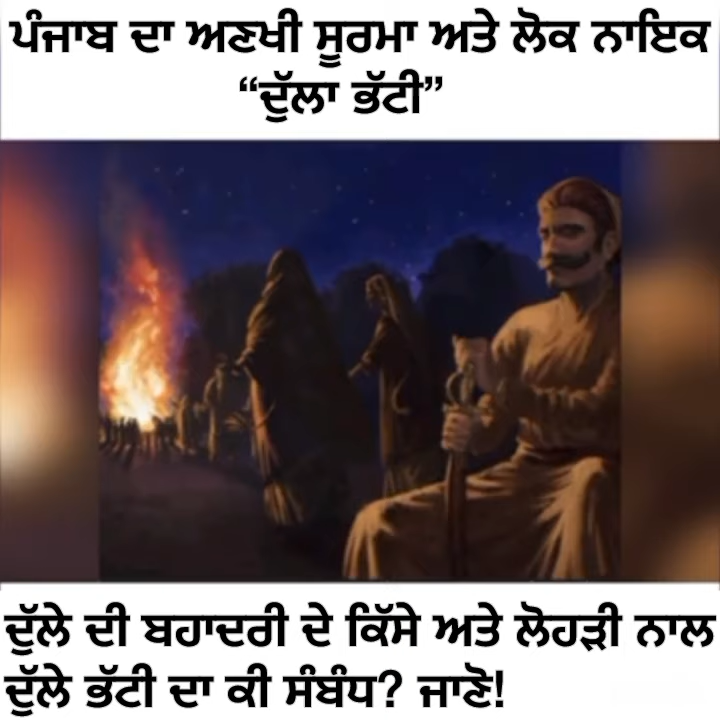 ਪੰਜਾਬ ਦਾ ਅਣਖੀ ਸੂਰਮਾ ਅਤੇ ਲੋਕ ਨਾਇਕ
“ਦੁੱਲਾ ਭੱਟੀ”
ਦੁੱਲੇ ਦੀ ਬਹਾਦਰੀ ਦੇ ਕਿੱਸੇ ਅਤੇ ਲੋਹੜੀ ਨਾਲ
ਦੁੱਲੇ ਭੱਟੀ ਦਾ ਕੀ ਸੰਬੰਧ? ਜਾਣੋ!